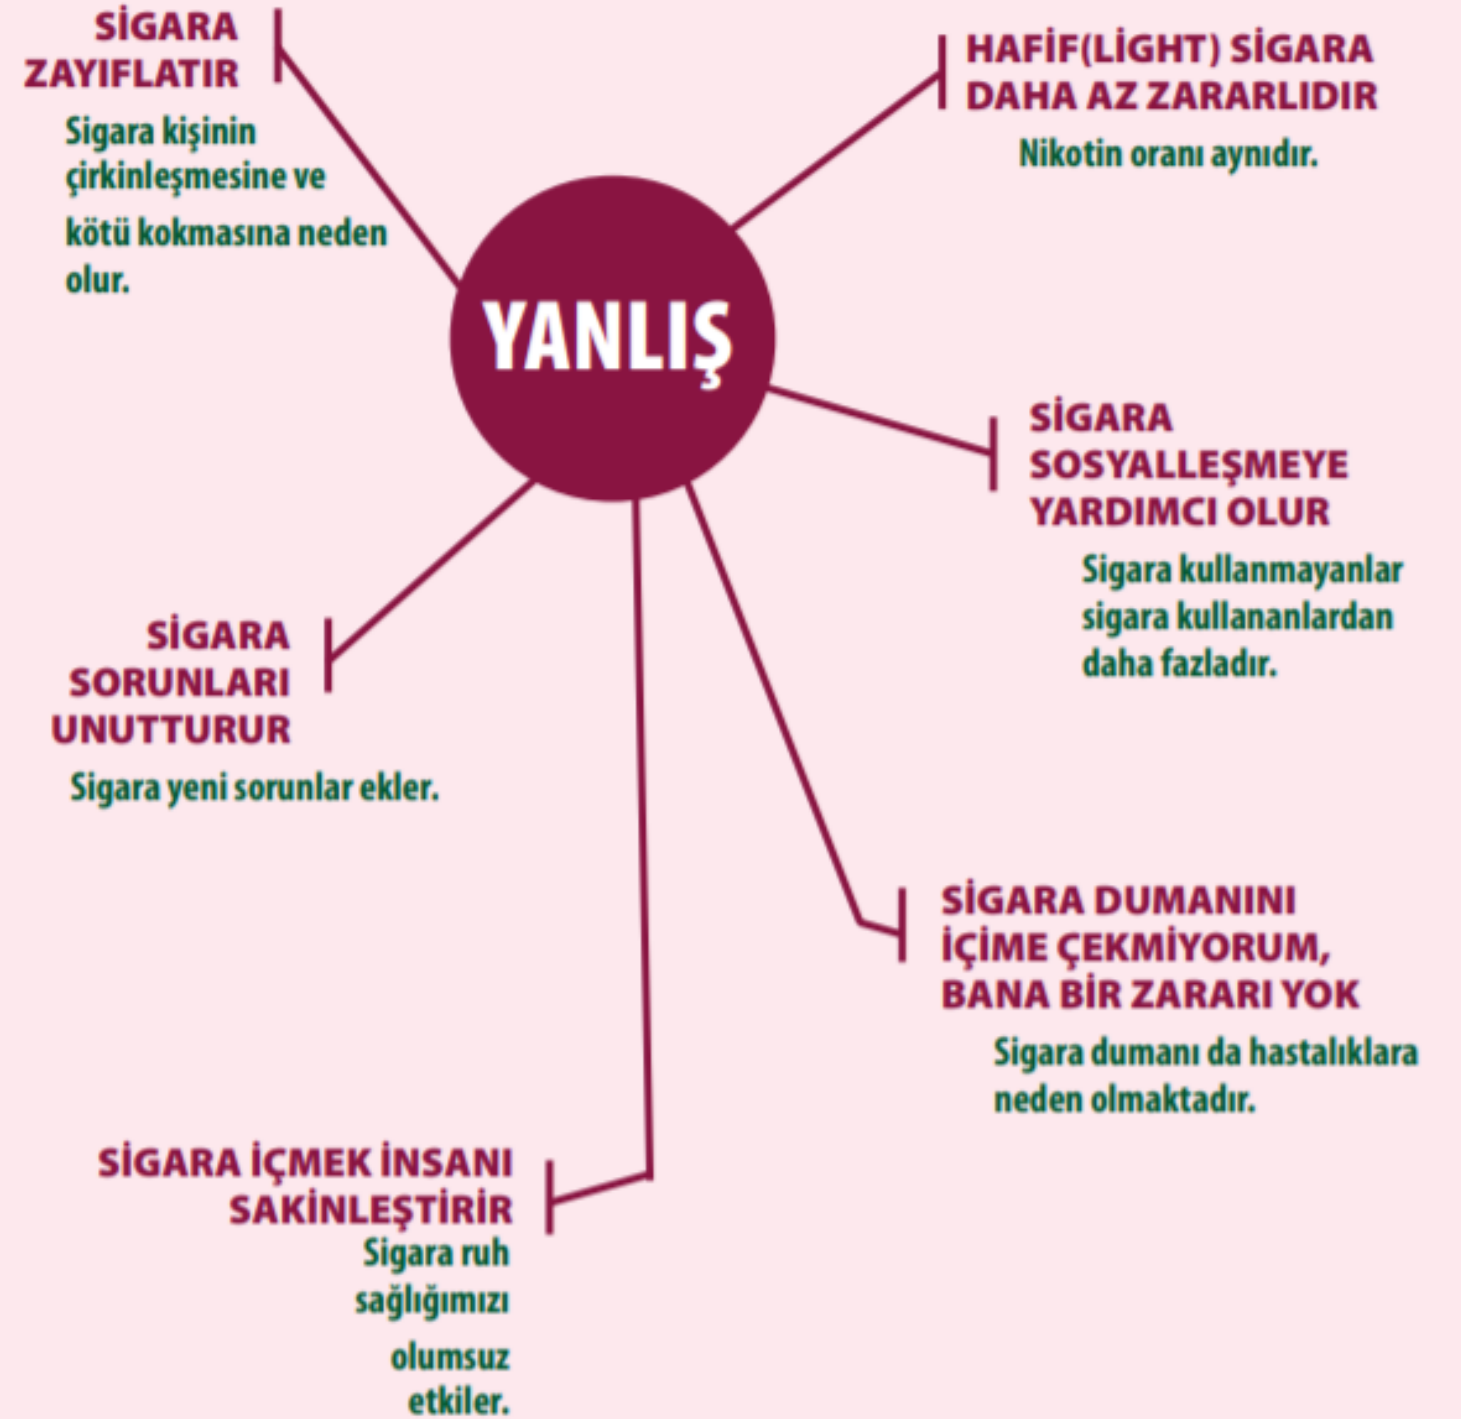 SİGARA
ZAYIFLATIR
Sigara kişinin
çirkinleşmesine ve
kötü kokmasına neden
olur.
HAFİF(LİGHT) SİGARA
DAHA AZ ZARARLIDIR
Nikotin oranı aynıdır.
YANLIŞ
SİGARA
SOSYALLEŞMEYE
YARDIMCI OLUR
Sigara kullanmayanlar
sigara kullananlardan
daha fazladır.
SİGARA
SORUNLARI
UNUTTURUR
Sigara yeni sorunlar ekler.
SİGARA DUMANINI
İÇİME ÇEKMİYORUM,
BANA BİR ZARARI YOK
Sigara dumanı da hastalıklara
neden olmaktadır.
SİGARA İÇMEK İNSANI
SAKİNLEŞTİRİR
Sigara ruh
sağlığımızı
olumsuz
etkiler.